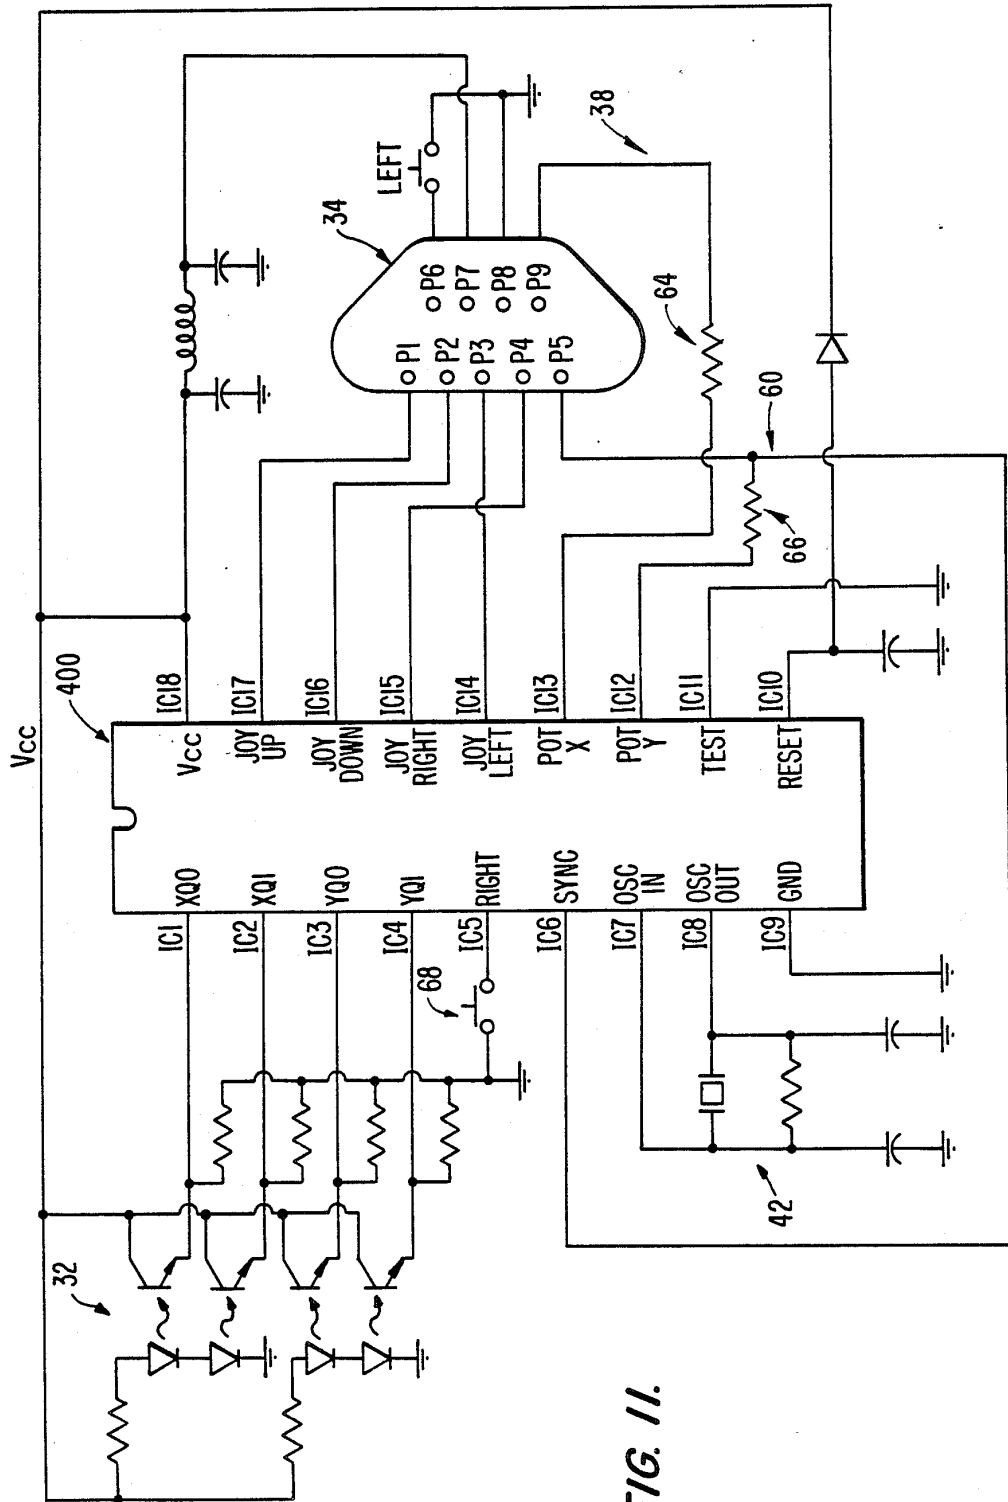 Vcc
400
IC18
IC17
IC16
IC15
IC14
IC13
IC12
IC11
IC10
Vcc
JOY UP
JOY DOWN
JOY RIGHT
JOY LEFT
POT X
POT Y
TEST
RESET
XQ0
XQ1
YQ0
YQ1
RIGHT
SYNC
OSC IN
OSC OUT
GND
IC1
IC2
IC3
IC4
IC5
IC6
IC7
IC8
IC9
LEFT
34
P1
P2
P3
P4
P5
P6
P7
P8
P9
38
64
60
66
68
32
42
FIG. 11.